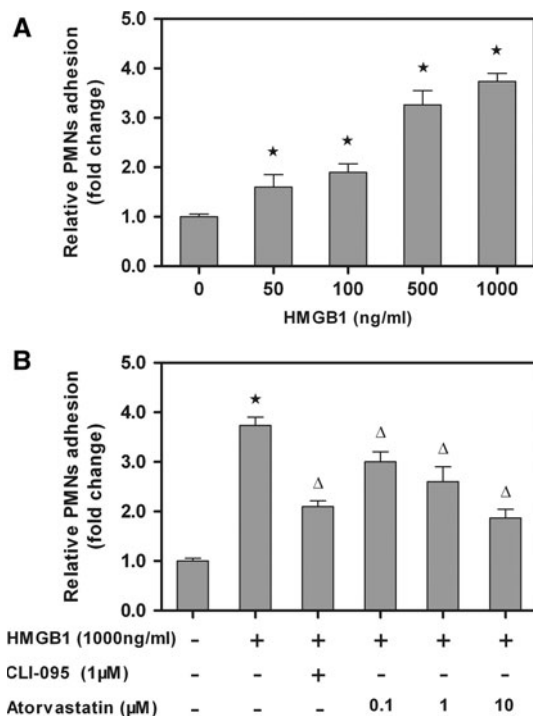 A
Relative PMNs adhesion
(fold change)
5.0
4.0
3.0
2.0
1.0
0.0
★ ★ ★ ★
0 50 100 500 1000
HMGB1 (ng/ml)
B
Relative PMNs adhesion
(fold change)
5.0
4.0
3.0
2.0
1.0
0.0
★ Δ Δ Δ Δ
HMGB1 (1000ng/ml) - + + + + +
CLI-095 (1μM) - - + - - -
Atorvastatin (μM) - - - 0.1 1 10